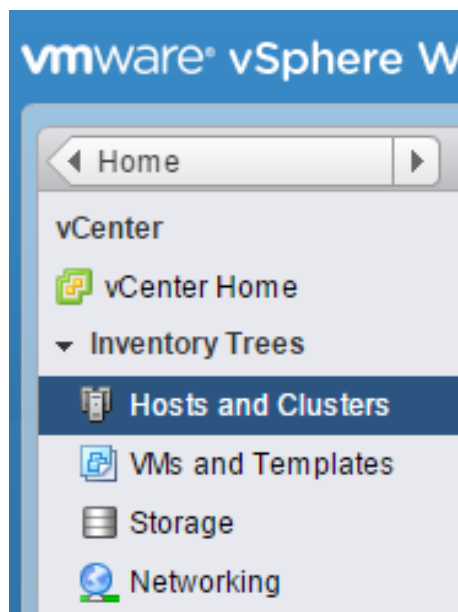 vmware® vSphere W
Home
vCenter
vCenter Home
Inventory Trees
Hosts and Clusters
VMs and Templates
Storage
Networking